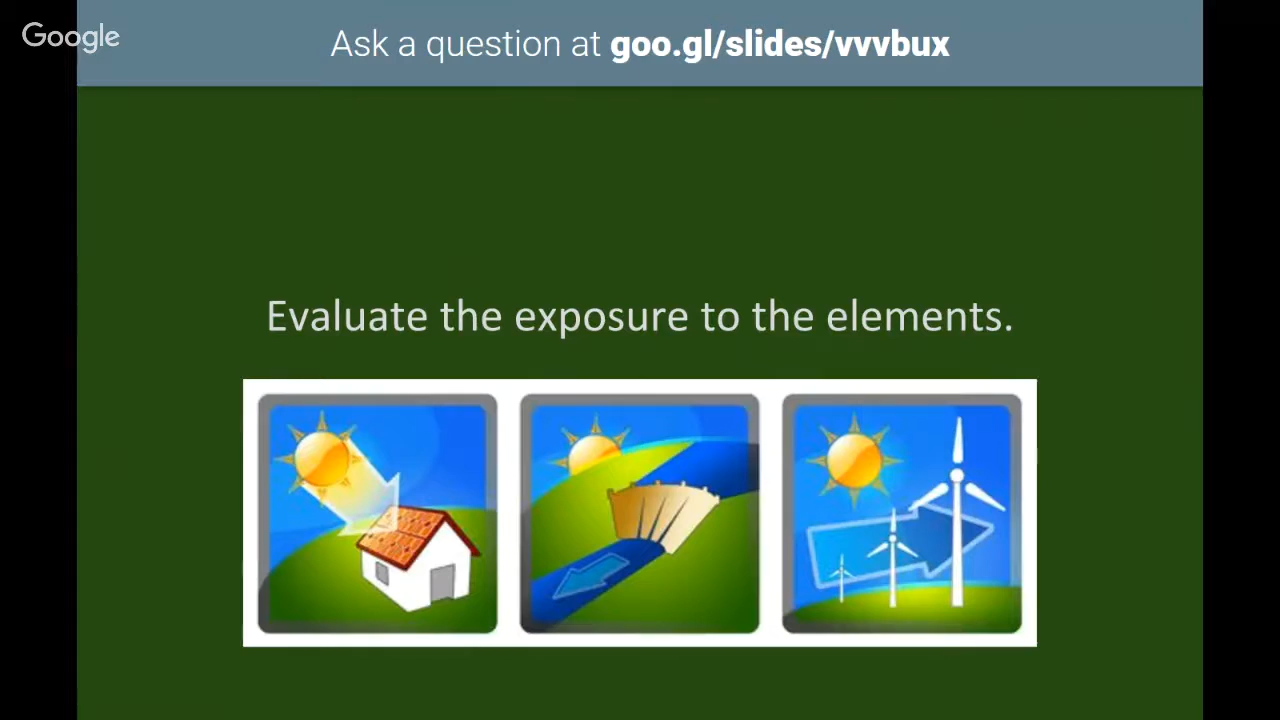 Google
Ask a question at goo.gl/slides/vvvbux
Evaluate the exposure to the elements.